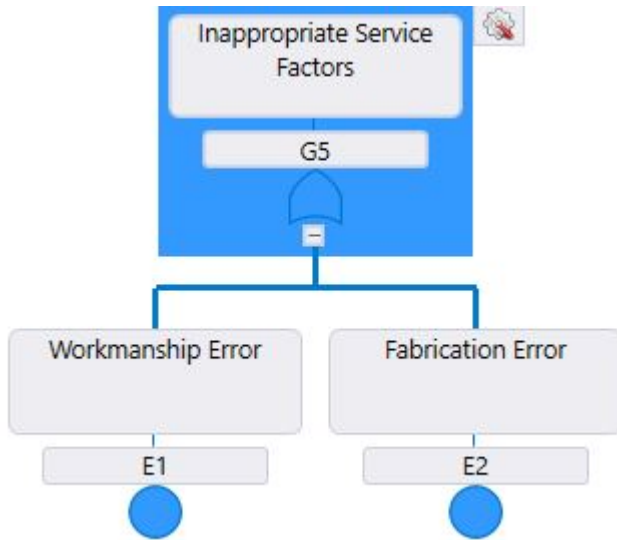 Inappropriate Service
Factors
G5
Workmanship Error
Fabrication Error
E1
E2